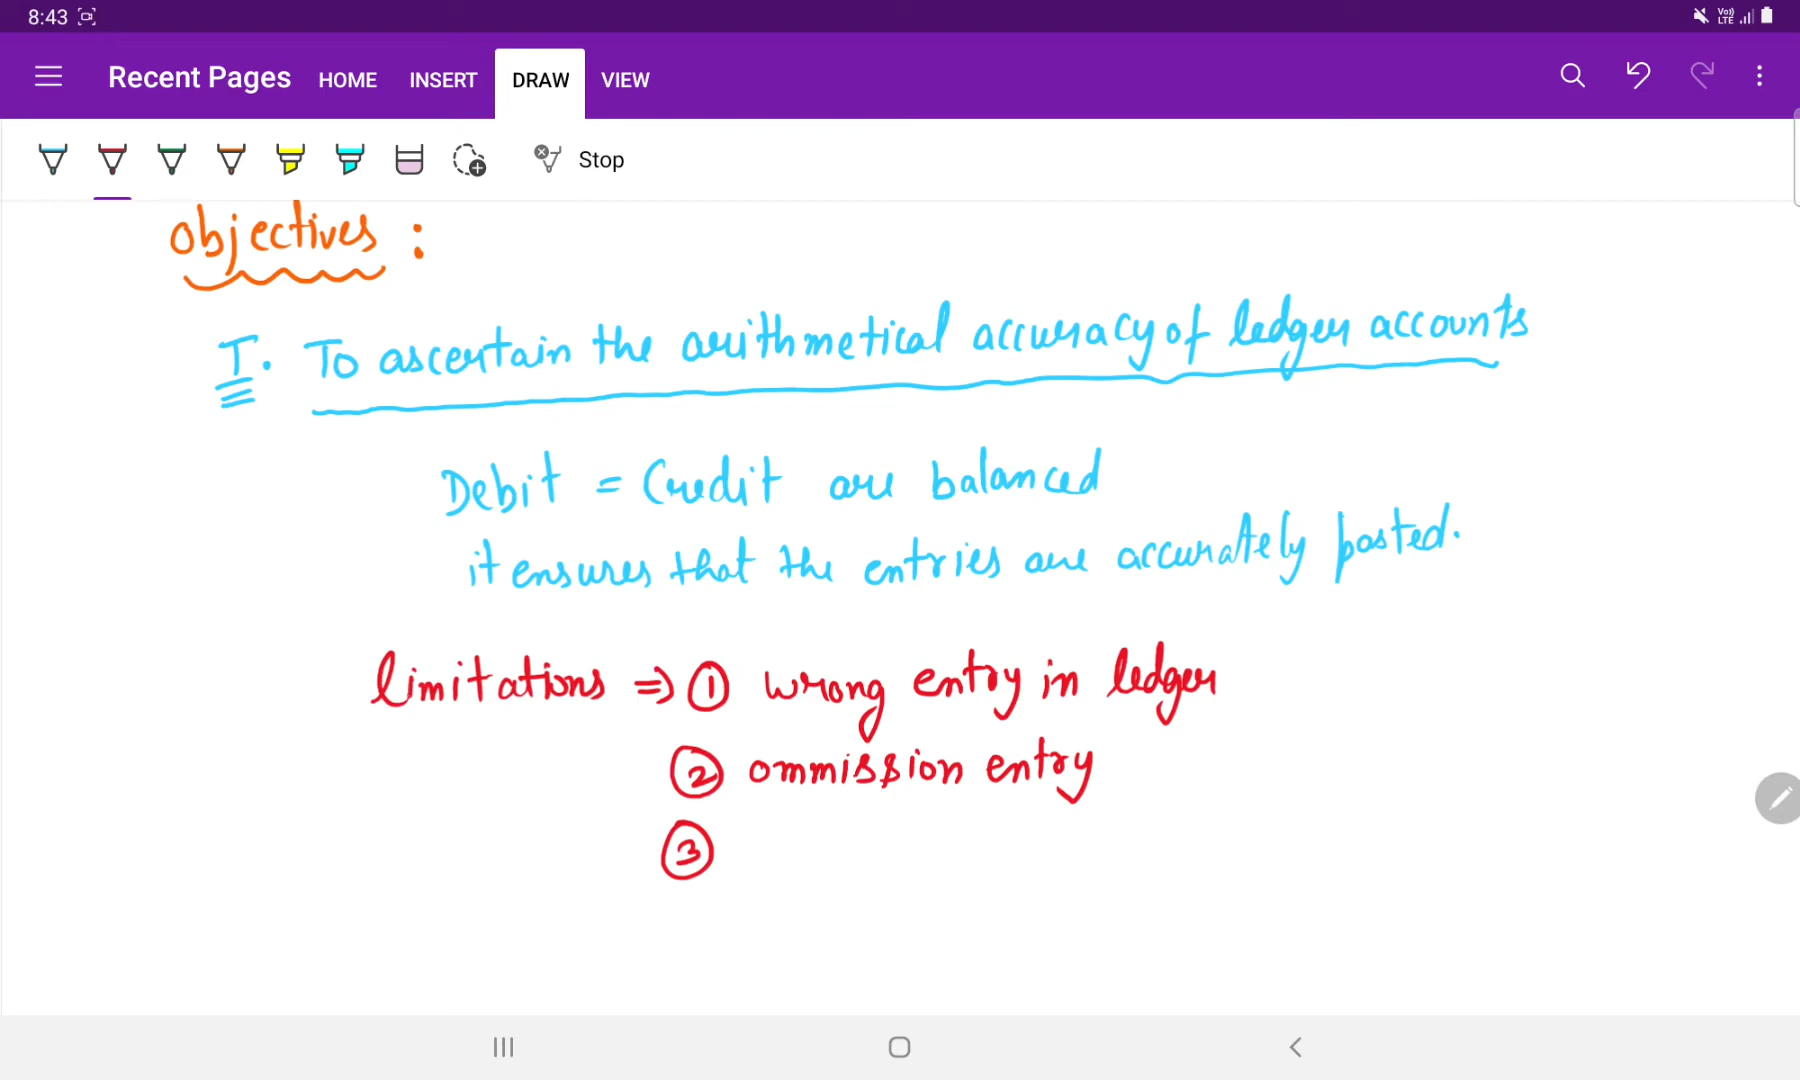 8:43
Recent Pages HOME INSERT DRAW VIEW
Stop
objectives :
I. To ascertain the arithmetical accuracy of ledger accounts
Debit = Credit are balanced
it ensures that the entries are accurately posted.
limitations ⇒ ① wrong entry in ledger
② ommission entry
③